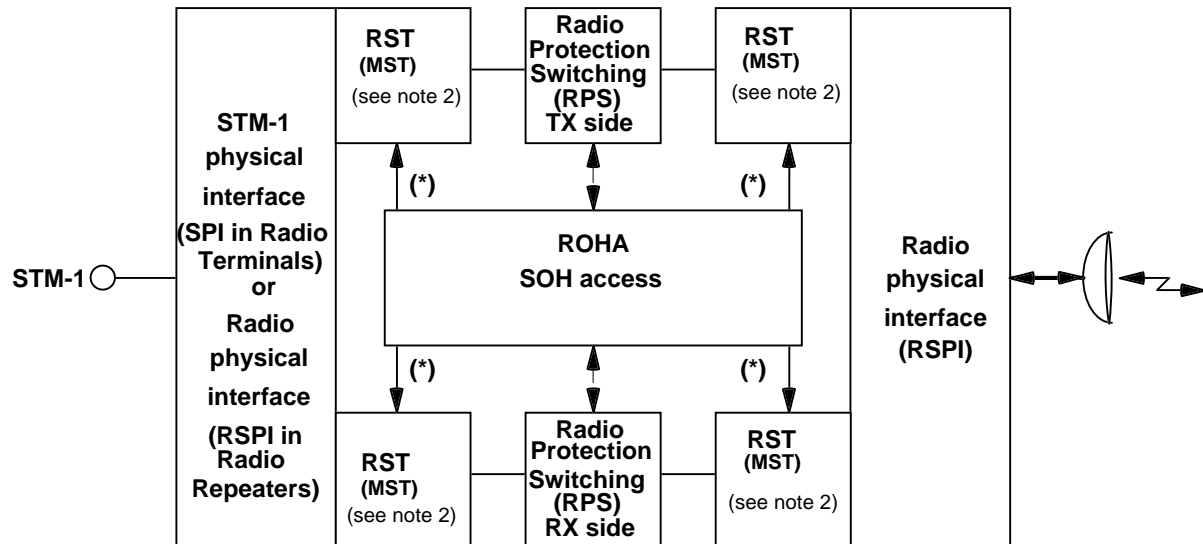 STM-1
STM-1
physical
interface
(SPI in Radio
Terminals)
or
Radio
physical
interface
(RSPI in
Radio
Repeaters)
RST
(MST)
(see note 2)
Radio
Protection
Switching
(RPS)
TX side
RST
(MST)
(see note 2)
(*)
(*)
ROHA
SOH access
(*)
(*)
RST
(MST)
(see note 2)
Radio
Protection
Switching
(RPS)
RX side
RST
(MST)
(see note 2)
Radio
physical
interface
(RSPI)